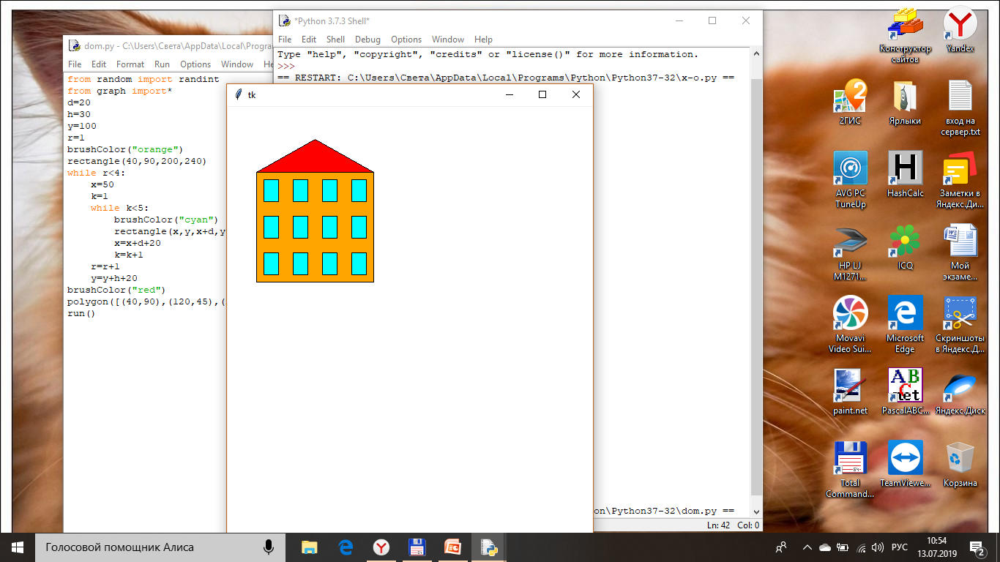 *Python 3.7.3 Shell*
File Edit Shell Debug Options Window Help
Type "help", "copyright", "credits" or "license()" for more information.
>>>
== RESTART: C:\Users\Света\AppData\Local\Programs\Python\Python37-32\x-o.py ==
on\Python37-32\dom.py ==
Ln: 42 Col: 0
dom.py - C:\Users\Света\AppData\Local\Progra
File Edit Format Run Options Window He
from random import randint
from graph import*
d=20
h=30
y=100
r=1
brushColor("orange")
rectangle(40,90,200,240)
while r<4:
    x=50
    k=1
    while k<5:
        brushColor("cyan")
        rectangle(x,y,x+d,y
        x=x+d+20
        k=k+1
    r=r+1
    y=y+h+20
brushColor("red")
polygon([(40,90),(120,45),(
run()
tk
Конструктор
сайтов
Yandex
2
2ГИС
Ярлыки
вход на
сервер.txt
AVG PC
TuneUp
H
HashCalc
Заметки в
Яндекс.Ди...
HP LJ
M1271...
ICQ
Мой
экзаме...
Movavi
Video Sui...
Microsoft
Edge
Скриншоты
в Яндекс.Д...
paint.net
A B
C
net
PascalABC...
Яндекс.Диск
64-
Total
Command...
TeamViewe...
Корзина
Голосовой помощник Алиса
РУС
10:54
13.07.2019
2